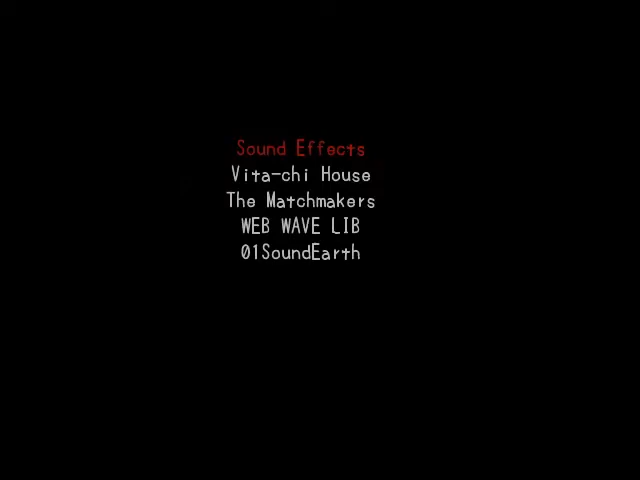 Sound Effects
Vita-chi House
The Matchmakers
WEB WAVE LIB
01SoundEarth